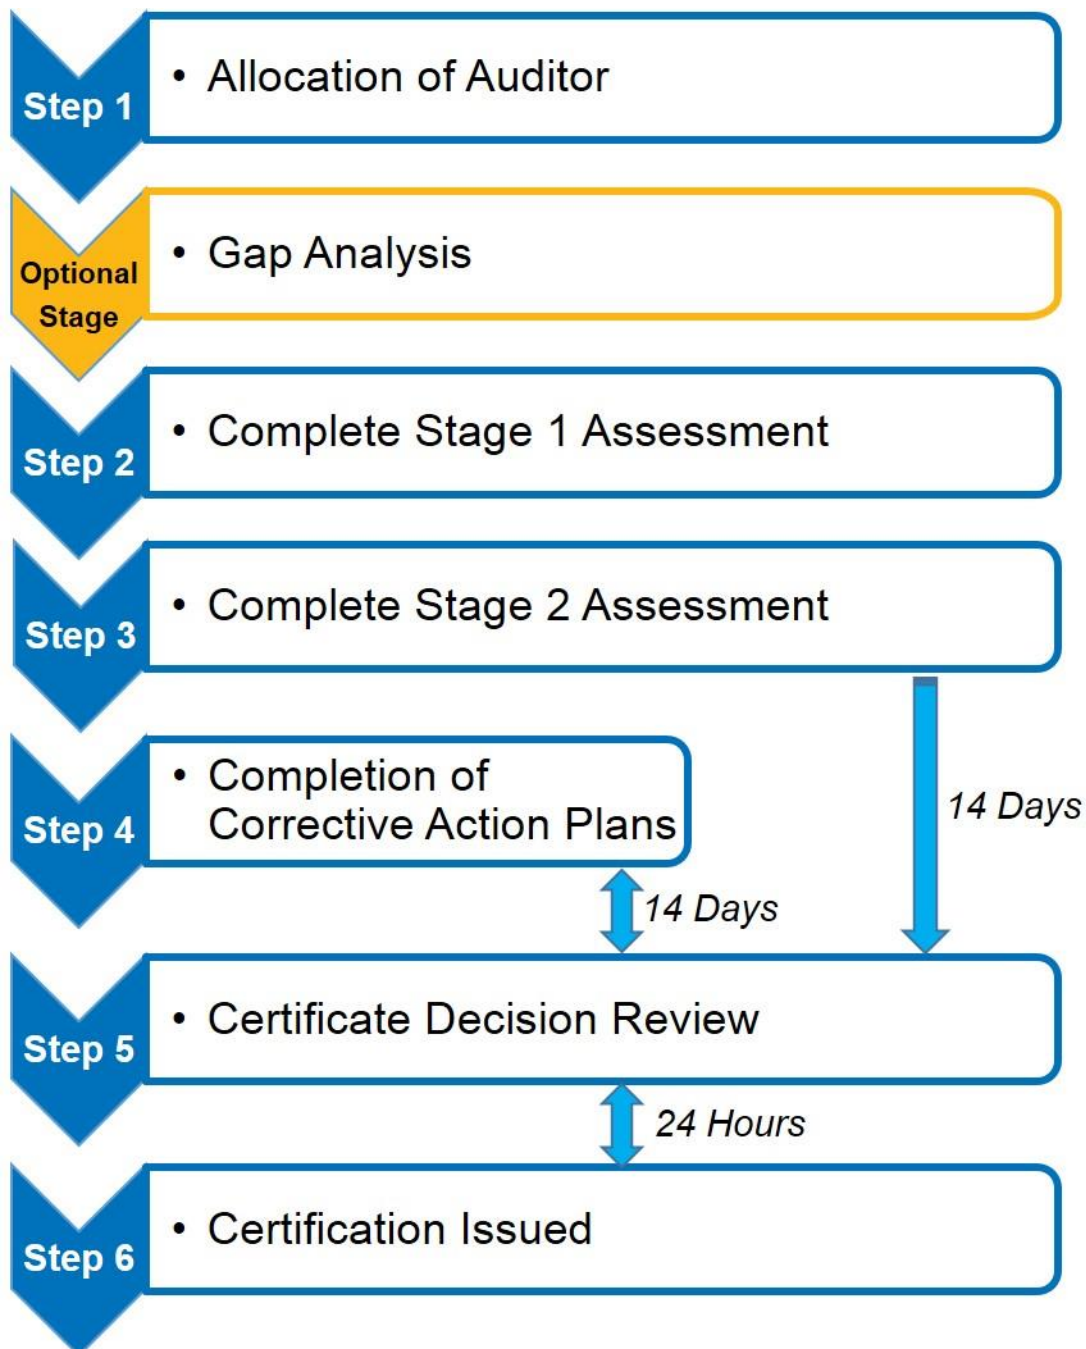 Step 1
• Allocation of Auditor
Optional
Stage
• Gap Analysis
Step 2
• Complete Stage 1 Assessment
Step 3
• Complete Stage 2 Assessment
Step 4
• Completion of
Corrective Action Plans
14 Days
14 Days
Step 5
• Certificate Decision Review
24 Hours
Step 6
• Certification Issued